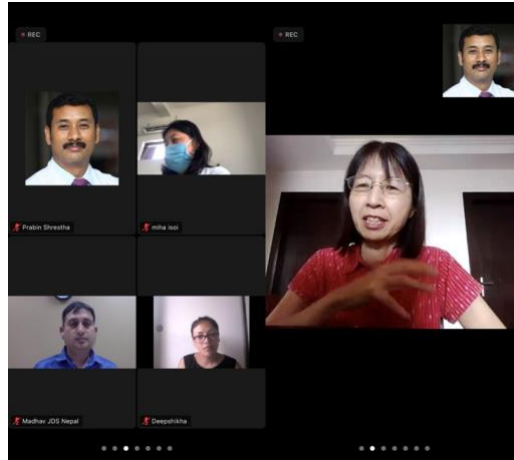 REC
REC
Prabin Shrestha
miha isoi
Madhav JDS Nepal
Deepshikha